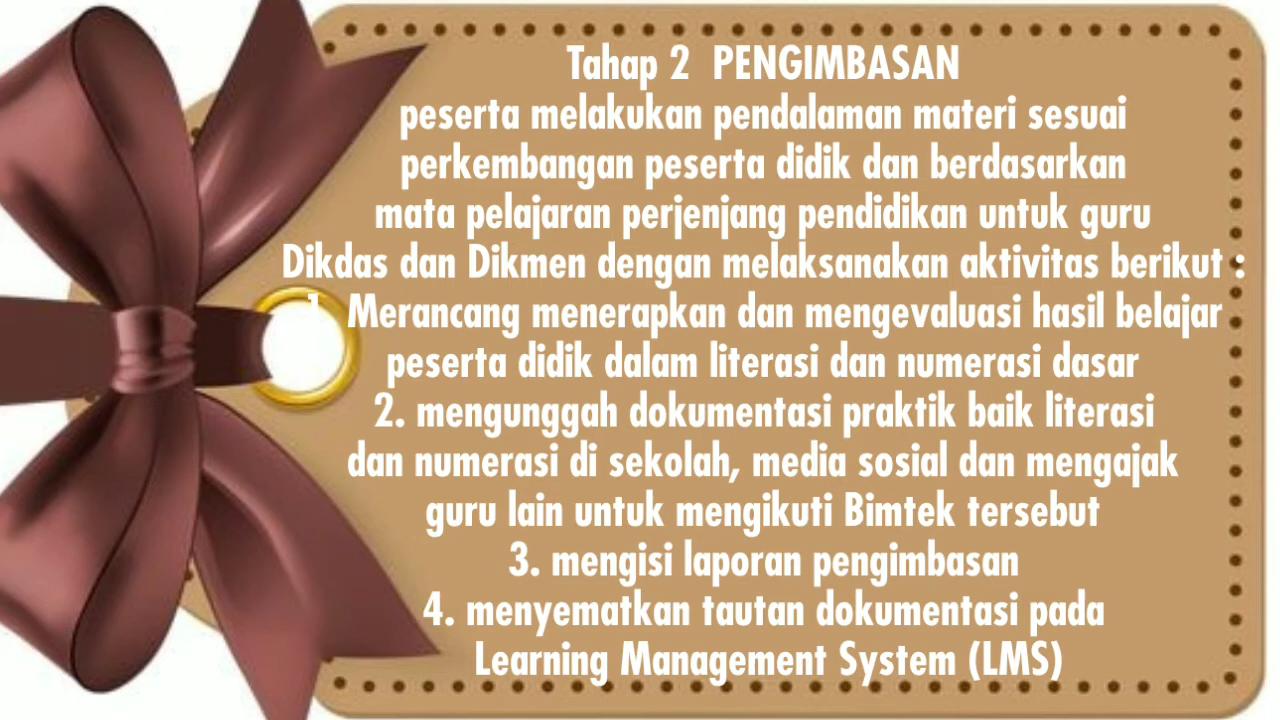 Tahap 2 PENGIMBASAN
peserta melakukan pendalaman materi sesuai
perkembangan peserta didik dan berdasarkan
mata pelajaran perjenjang pendidikan untuk guru
Dikdas dan Dikmen dengan melaksanakan aktivitas berikut :
1. Merancang menerapkan dan mengevaluasi hasil belajar
peserta didik dalam literasi dan numerasi dasar
2. mengunggah dokumentasi praktik baik literasi
dan numerasi di sekolah, media sosial dan mengajak
guru lain untuk mengikuti Bimtek tersebut
3. mengisi laporan pengimbasan
4. menyematkan tautan dokumentasi pada
Learning Management System (LMS)